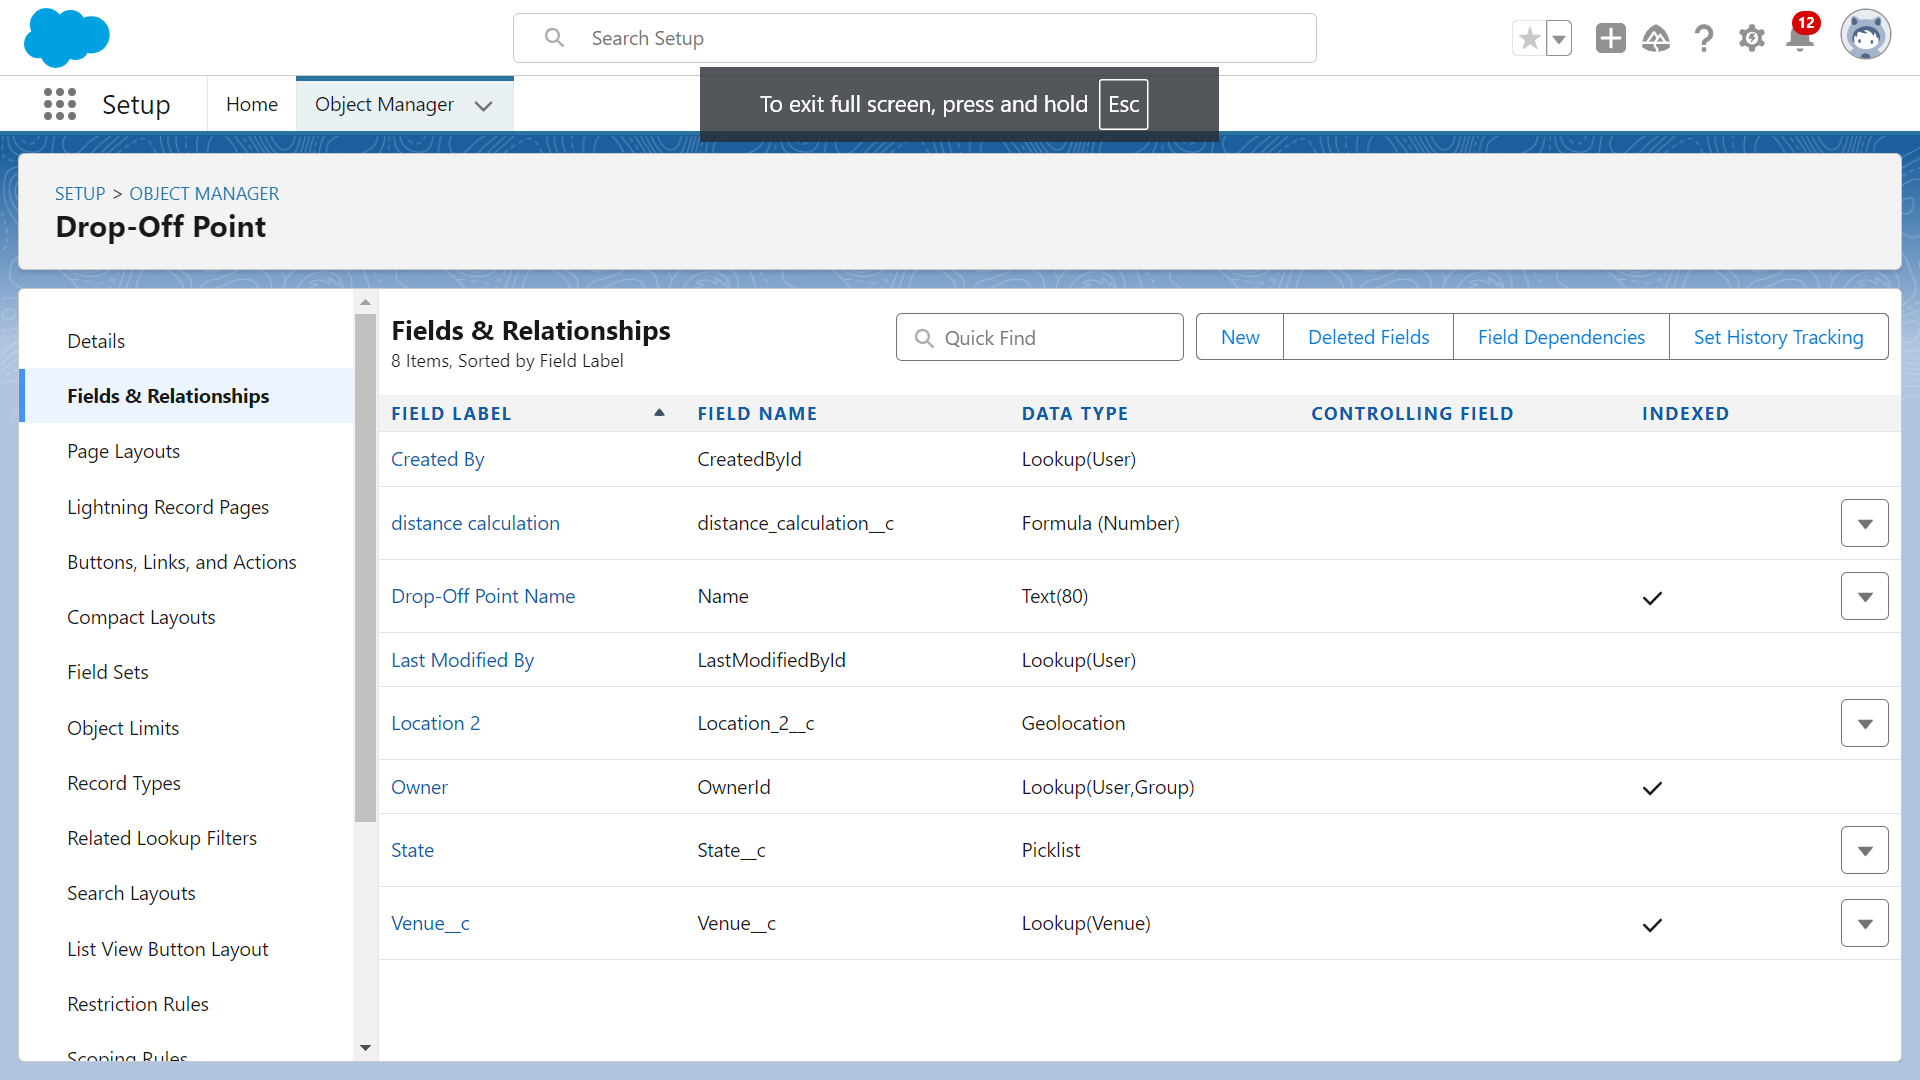 Search Setup
12
Setup
Home
Object Manager
To exit full screen, press and hold Esc
SETUP > OBJECT MANAGER
Drop-Off Point
Details
Fields & Relationships
Page Layouts
Lightning Record Pages
Buttons, Links, and Actions
Compact Layouts
Field Sets
Object Limits
Record Types
Related Lookup Filters
Search Layouts
List View Button Layout
Restriction Rules
Scoping Rules
Fields & Relationships
8 Items, Sorted by Field Label
Quick Find
New
Deleted Fields
Field Dependencies
Set History Tracking
FIELD LABEL FIELD NAME DATA TYPE CONTROLLING FIELD INDEXED
Created By CreatedById Lookup(User)
distance calculation distance_calculation__c Formula (Number)
Drop-Off Point Name Name Text(80)
Last Modified By LastModifiedById Lookup(User)
Location 2 Location_2__c Geolocation
Owner OwnerId Lookup(User,Group)
State State__c Picklist
Venue__c Venue__c Lookup(Venue)